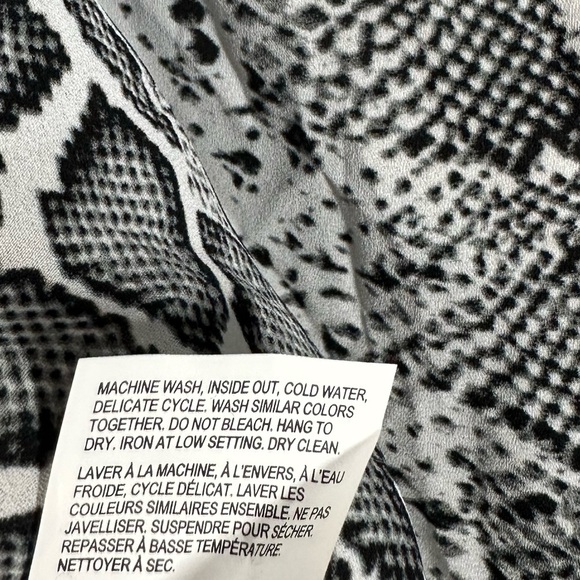 MACHINE WASH, INSIDE OUT, COLD WATER,
DELICATE CYCLE. WASH SIMILAR COLORS
TOGETHER. DO NOT BLEACH. HANG TO
DRY. IRON AT LOW SETTING. DRY CLEAN.
LAVER À LA MACHINE, À L'ENVERS, À L'EAU
FROIDE, CYCLE DÉLICAT. LAVER LES
COULEURS SIMILAIRES ENSEMBLE. NE PAS
JAVELLISER. SUSPENDRE POUR SÉCHER.
REPASSER À BASSE TEMPÉRATURE.
NETTOYER À SEC.